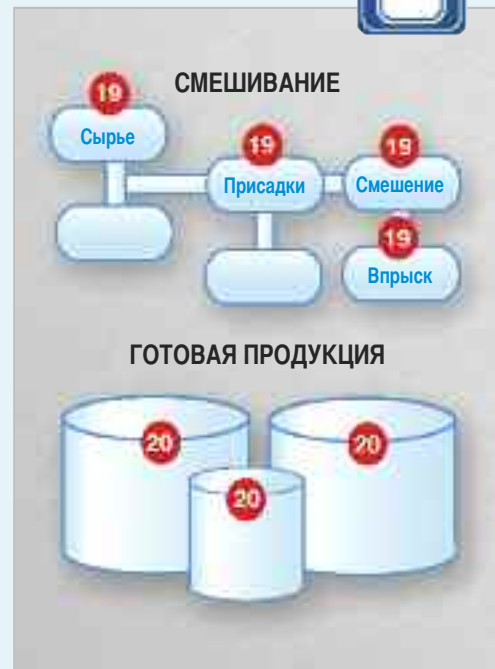 СМЕШИВАНИЕ
19
Сырье
19
19
Присадки
Смешение
19
Впрыск
ГОТОВАЯ ПРОДУКЦИЯ
20
20
20